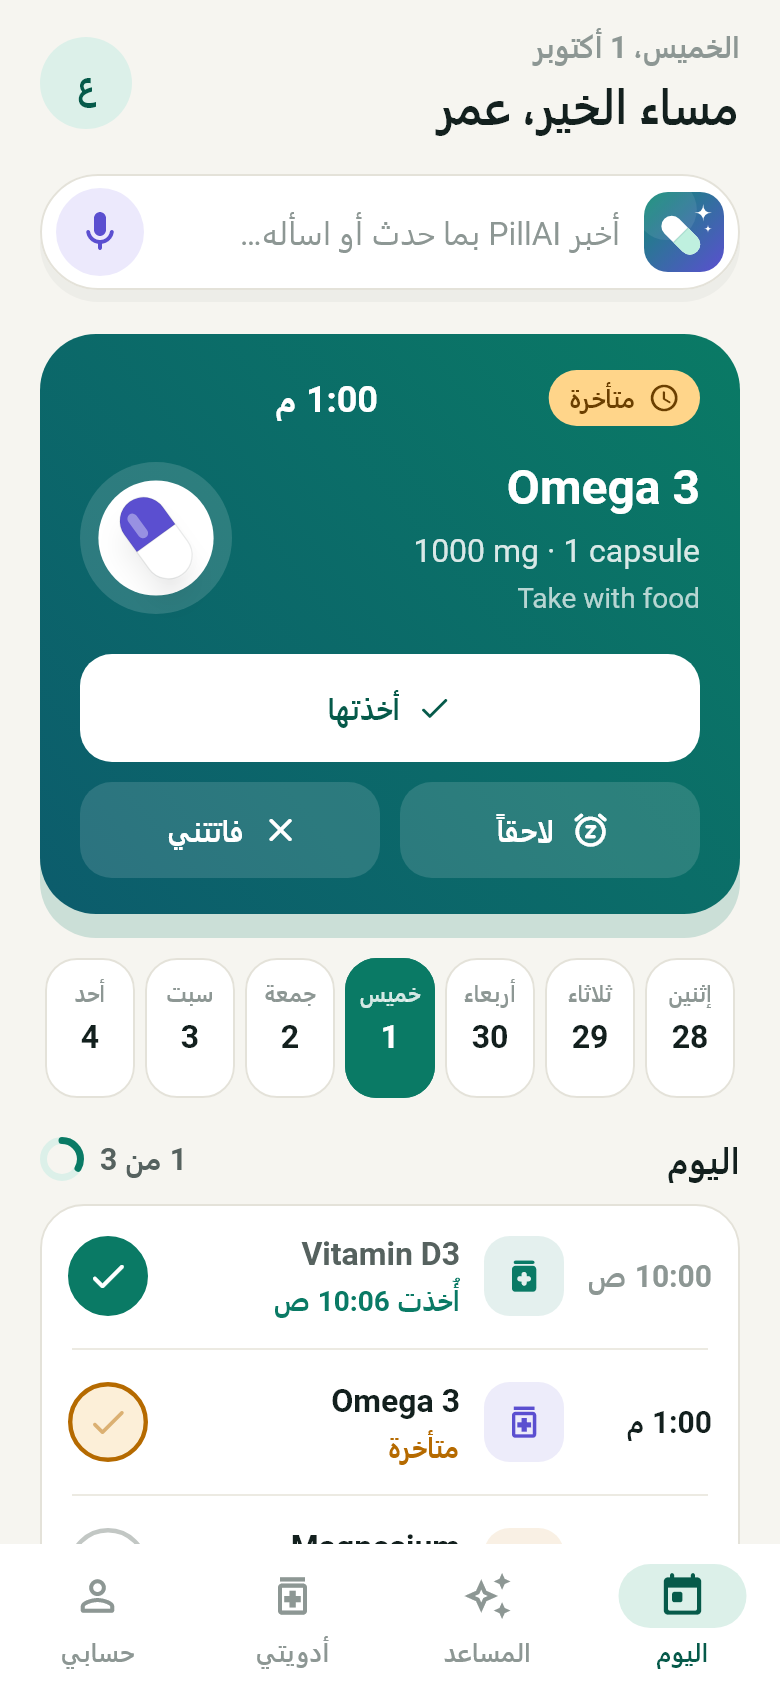 الخميس، 1 أكتوبر
مساء الخير، عمر
ع
أخبر PillAI بما حدث أو اسأله...
متأخرة
1:00 م
Omega 3
1000 mg · 1 capsule
Take with food
أخذتها
لاحقاً
فاتتني
إثنين
28
ثلاثاء
29
أربعاء
30
خميس
1
جمعة
2
سبت
3
أحد
4
اليوم
1 من 3
10:00 ص
Vitamin D3
أُخذت 10:06 ص
1:00 م
Omega 3
متأخرة
Magnesium
اليوم
المساعد
أدويتي
حسابي